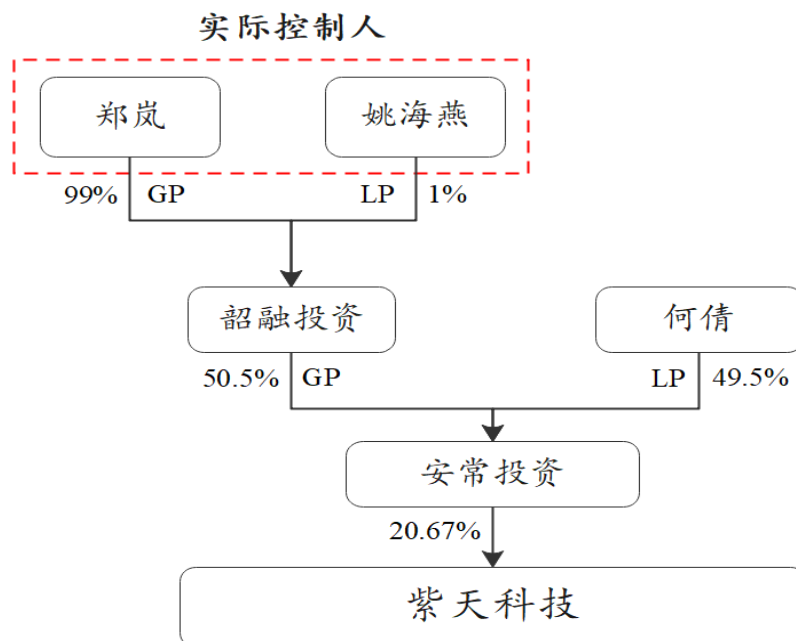 实际控制人
郑岚 姚海燕
99% GP LP 1%
韶融投资 何倩
50.5% GP LP 49.5%
安常投资
20.67%
紫天科技